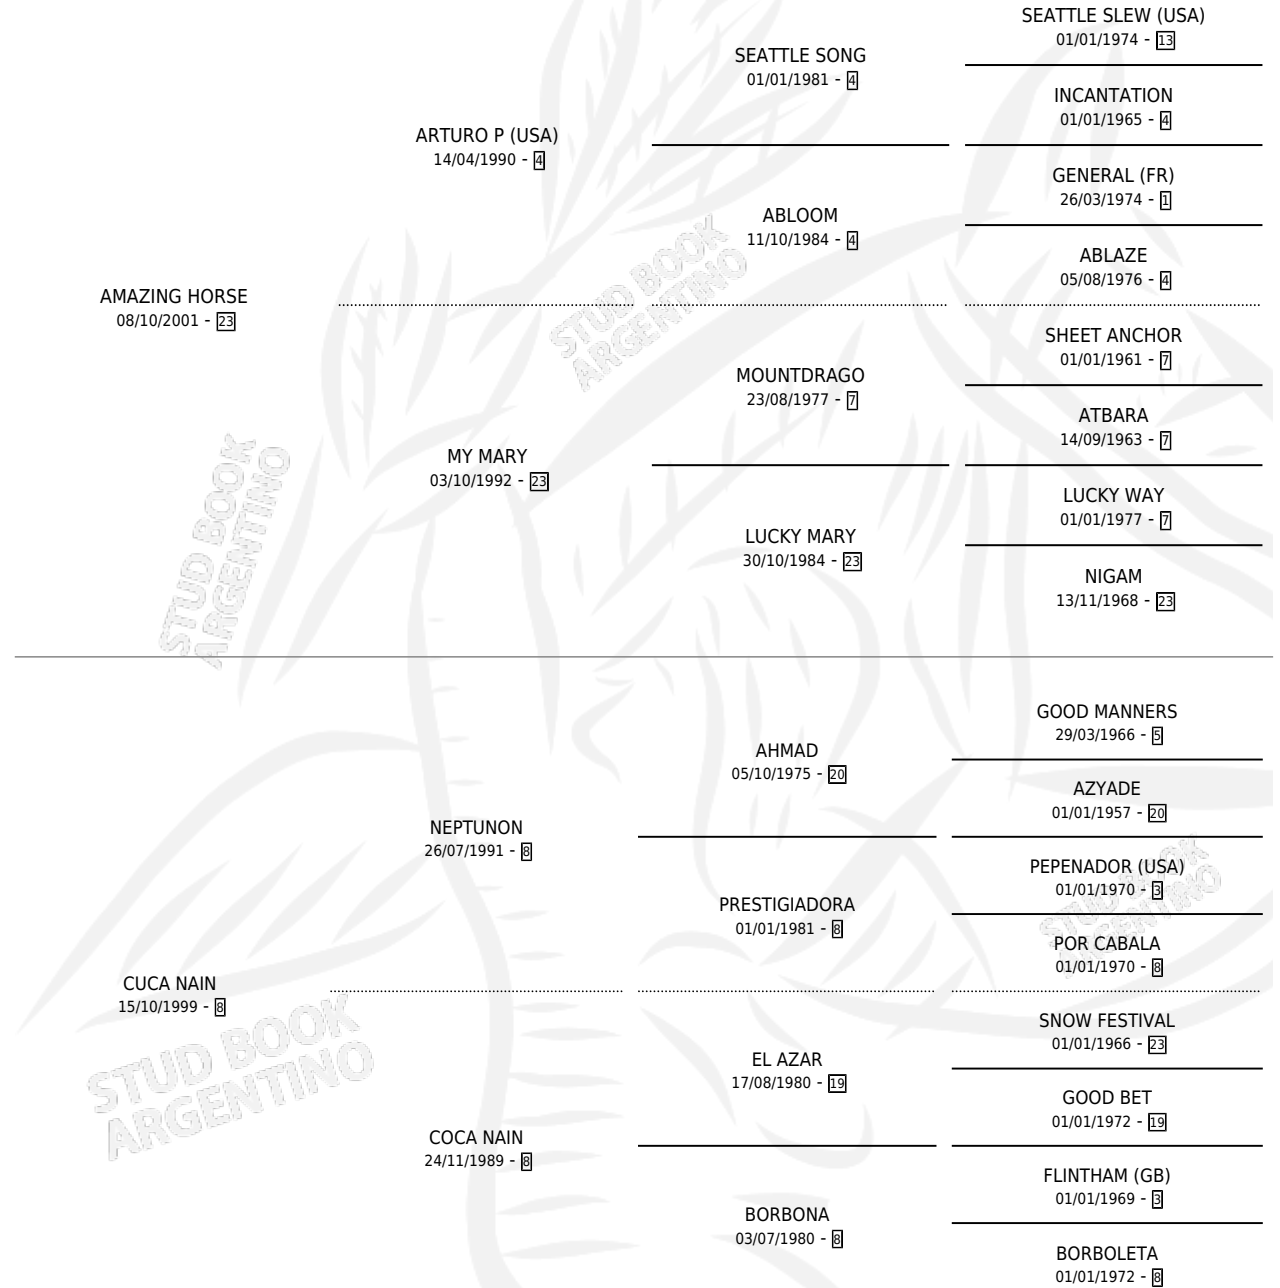 SEATTLE SLEW (USA)
01/01/1974 - 13
SEATTLE SONG
01/01/1981 - 4
INCANTATION
01/01/1965 - 4
ARTURO P (USA)
14/04/1990 - 4
GENERAL (FR)
26/03/1974 - 1
ABLOOM
11/10/1984 - 4
ABLAZE
05/08/1976 - 4
STUD BOOK
ARGENTINO
AMAZING HORSE
08/10/2001 - 23
SHEET ANCHOR
01/01/1961 - 7
MOUNTDRAGO
23/08/1977 - 7
ATBARA
14/09/1963 - 7
MY MARY
03/10/1992 - 23
LUCKY WAY
01/01/1977 - 7
LUCKY MARY
30/10/1984 - 23
NIGAM
13/11/1968 - 23
STUD BOOK
ARGENTINO
GOOD MANNERS
29/03/1966 - 5
AHMAD
05/10/1975 - 20
AZYADE
01/01/1957 - 20
NEPTUNON
26/07/1991 - 8
PEPENADOR (USA)
01/01/1970 - 3
PRESTIGIADORA
01/01/1981 - 8
POR CABALA
01/01/1970 - 8
STUD BOOK
ARGENTINO
CUCA NAIN
15/10/1999 - 8
SNOW FESTIVAL
01/01/1966 - 23
EL AZAR
17/08/1980 - 19
GOOD BET
01/01/1972 - 19
STUD BOOK
ARGENTINO
COCA NAIN
24/11/1989 - 8
FLINTHAM (GB)
01/01/1969 - 3
BORBONA
03/07/1980 - 8
BORBOLETA
01/01/1972 - 8